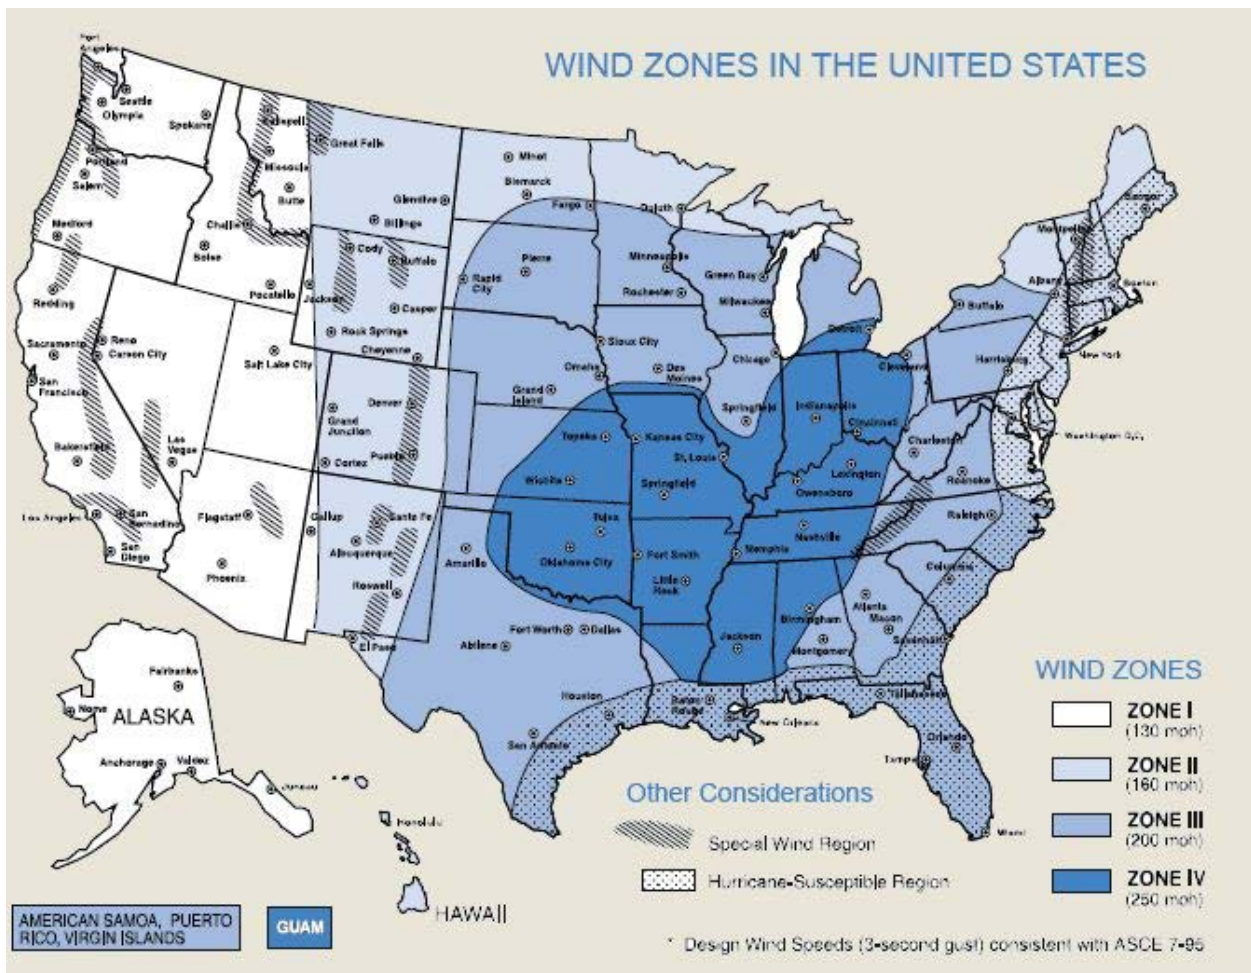 WIND ZONES IN THE UNITED STATES
Port
Angeles
Seattle
Olympia
Spokane
Kalispell
Great Falls
Minot
Portland
Missoula
Bismarck
Salem
Butte
Glendive
Fargo
Duluth
Bangor
Medford
Challis
Billings
Montpelier
Boise
Cody
Buffalo
Pierre
Minneapolis
Green Bay
Albany
Boston
Redding
Pocatello
Jackson
Casper
Rapid
City
Rochester
Milwaukee
Buffalo
Reno
Carson City
Rock Springs
Cheyenne
Sioux City
Detroit
Sacramento
Salt Lake City
Omaha
Des
Moines
Chicago
Cleveland
Harrisburg
New York
San
Francisco
Grand
Island
Denver
Grand
Junction
Springfield
Indianapolis
Cincinnati
Bakersfield
Las
Vegas
Cortez
Pueblo
Topeka
Kansas City
St. Louis
Charleston
Washington D.C.
Wichita
Springfield
Lexington
Owensboro
Roanoke
Los Angeles
San
Bernardino
Flagstaff
Gallup
Santa Fe
Tulsa
Nashville
Raleigh
San
Diego
Albuquerque
Amarillo
Oklahoma City
Fort Smith
Memphis
Phoenix
Roswell
Little
Rock
Columbia
Atlanta
Birmingham
Macon
El Paso
Abilene
Fort Worth
Dallas
Jackson
Montgomery
Savannah
Houston
Baton
Rouge
New Orleans
Tallahassee
San Antonio
Orlando
Tampa
Miami
Fairbanks
Nome
ALASKA
Anchorage
Valdez
Juneau
Honolulu
HAWAII
WIND ZONES
ZONE I
(130 mph)
ZONE II
(160 mph)
ZONE III
(200 mph)
ZONE IV
(250 mph)
Other Considerations
Special Wind Region
Hurricane-Susceptible Region
AMERICAN SAMOA, PUERTO
RICO, VIRGIN ISLANDS
GUAM
* Design Wind Speeds (3-second gust) consistent with ASCE 7-95